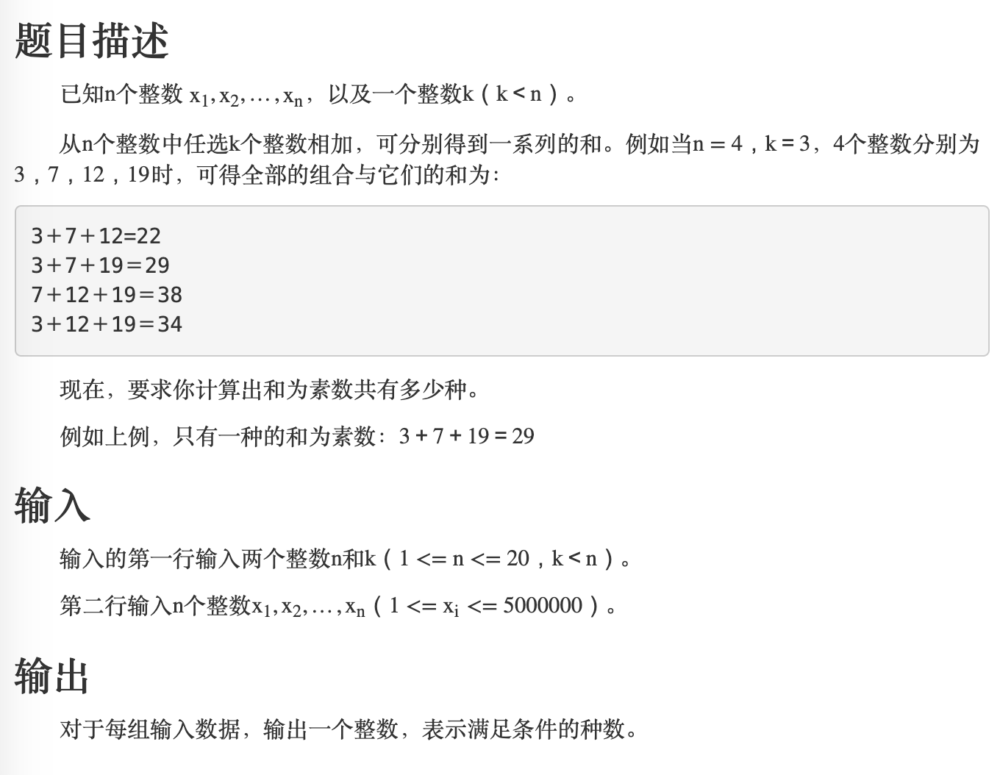 题目描述
已知n个整数 x1,x2,…,xn，以及一个整数k（k＜n）。
从n个整数中任选k个整数相加，可分别得到一系列的和。例如当n＝4，k＝3，4个整数分别为
3，7，12，19时，可得全部的组合与它们的和为：
3＋7＋12=22
3＋7＋19＝29
7＋12＋19＝38
3＋12＋19＝34
现在，要求你计算出和为素数共有多少种。
例如上例，只有一种的和为素数：3＋7＋19＝29
输入
输入的第一行输入两个整数n和k（1 <= n <= 20，k＜n）。
第二行输入n个整数x1,x2,…,xn（1 <= xi <= 5000000）。
输出
对于每组输入数据，输出一个整数，表示满足条件的种数。